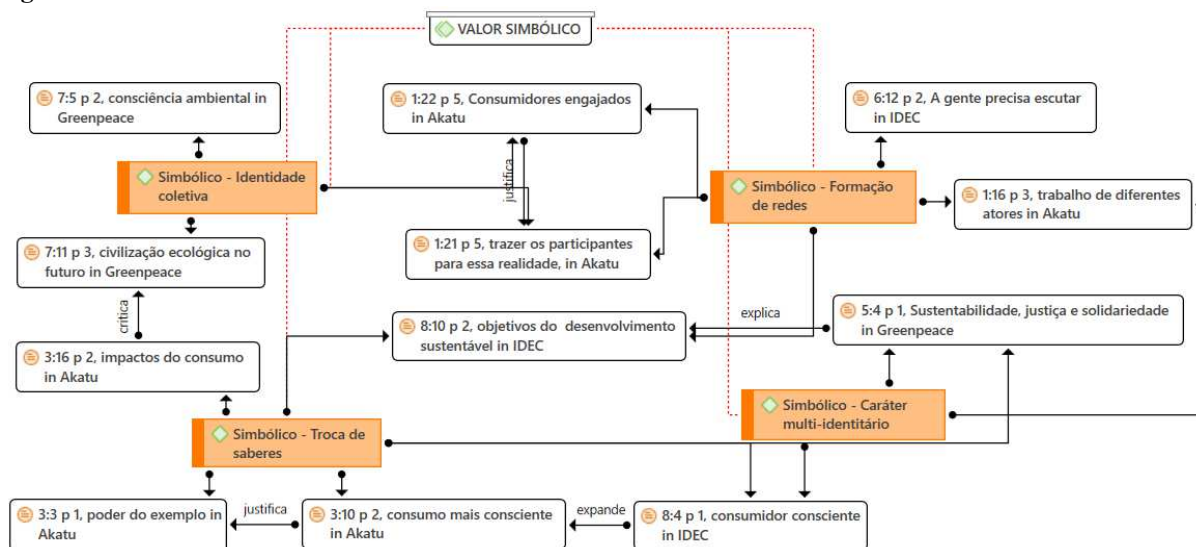 VALOR SIMBÓLICO
7:5 p 2, consciência ambiental in
Greenpeace
1:22 p 5, Consumidores engajados
in Akatu
6:12 p 2, A gente precisa escutar
in IDEC
Simbólico - Identidade
coletiva
justifica
Simbólico - Formação
de redes
1:16 p 3, trabalho de diferentes
atores in Akatu
7:11 p 3, civilização ecológica no
futuro in Greenpeace
1:21 p 5, trazer os participantes
para essa realidade, in Akatu
critica
explica
8:10 p 2, objetivos do desenvolvimento
sustentável in IDEC
5:4 p 1, Sustentabilidade, justiça e solidariedade
in Greenpeace
3:16 p 2, impactos do consumo
in Akatu
Simbólico - Troca de
saberes
Simbólico - Caráter
multi-identitário
3:3 p 1, poder do exemplo in
Akatu
justifica
3:10 p 2, consumo mais consciente
in Akatu
expande
8:4 p 1, consumidor consciente
in IDEC